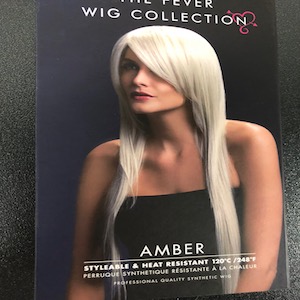 THE FEVER
WIG COLLECTION
AMBER
STYLEABLE & HEAT RESISTANT 120°C /248°F
PERRUQUE SYNTHETIQUE RÉSISTANTE À LA CHALEUR
PROFESSIONAL QUALITY SYNTHETIC WIG